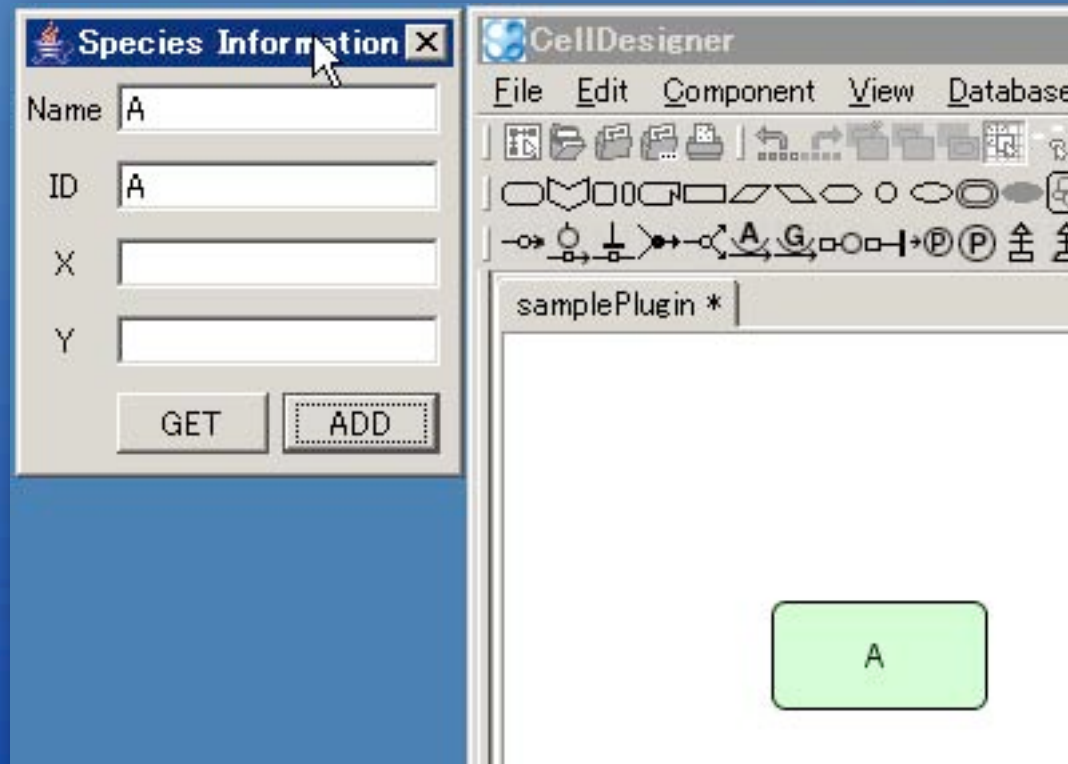 Species Information
Name A
ID A
X
Y
GET ADD
CellDesigner
File Edit Component View Database
A G P P
samplePlugin *
A